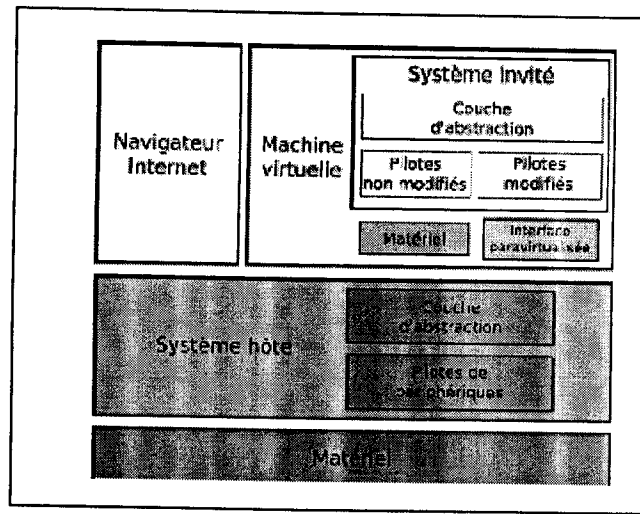 Système invité
Couche
d'abstraction
Navigateur
Internet
Machine
virtuelle
Pilotes
non modifiés
Pilotes
modifiés
Matériel
Interface
paravirtualisée
Système hôte
Couche
d'abstraction
Pilotes de
périphériques
Matériel